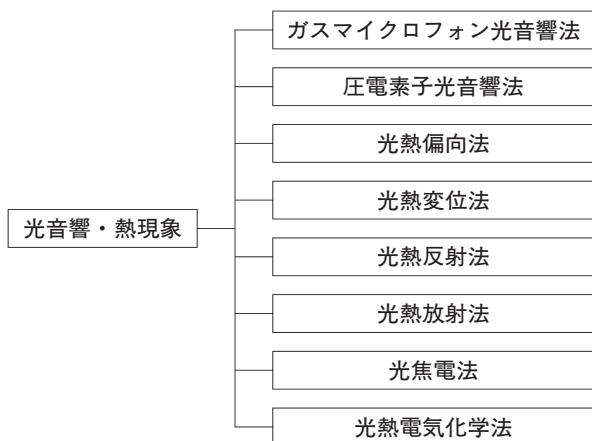 ガスマイクロフォン光音響法
圧電素子光音響法
光熱偏向法
光熱変位法
光音響・熱現象
光熱反射法
光熱放射法
光焦電法
光熱電気化学法